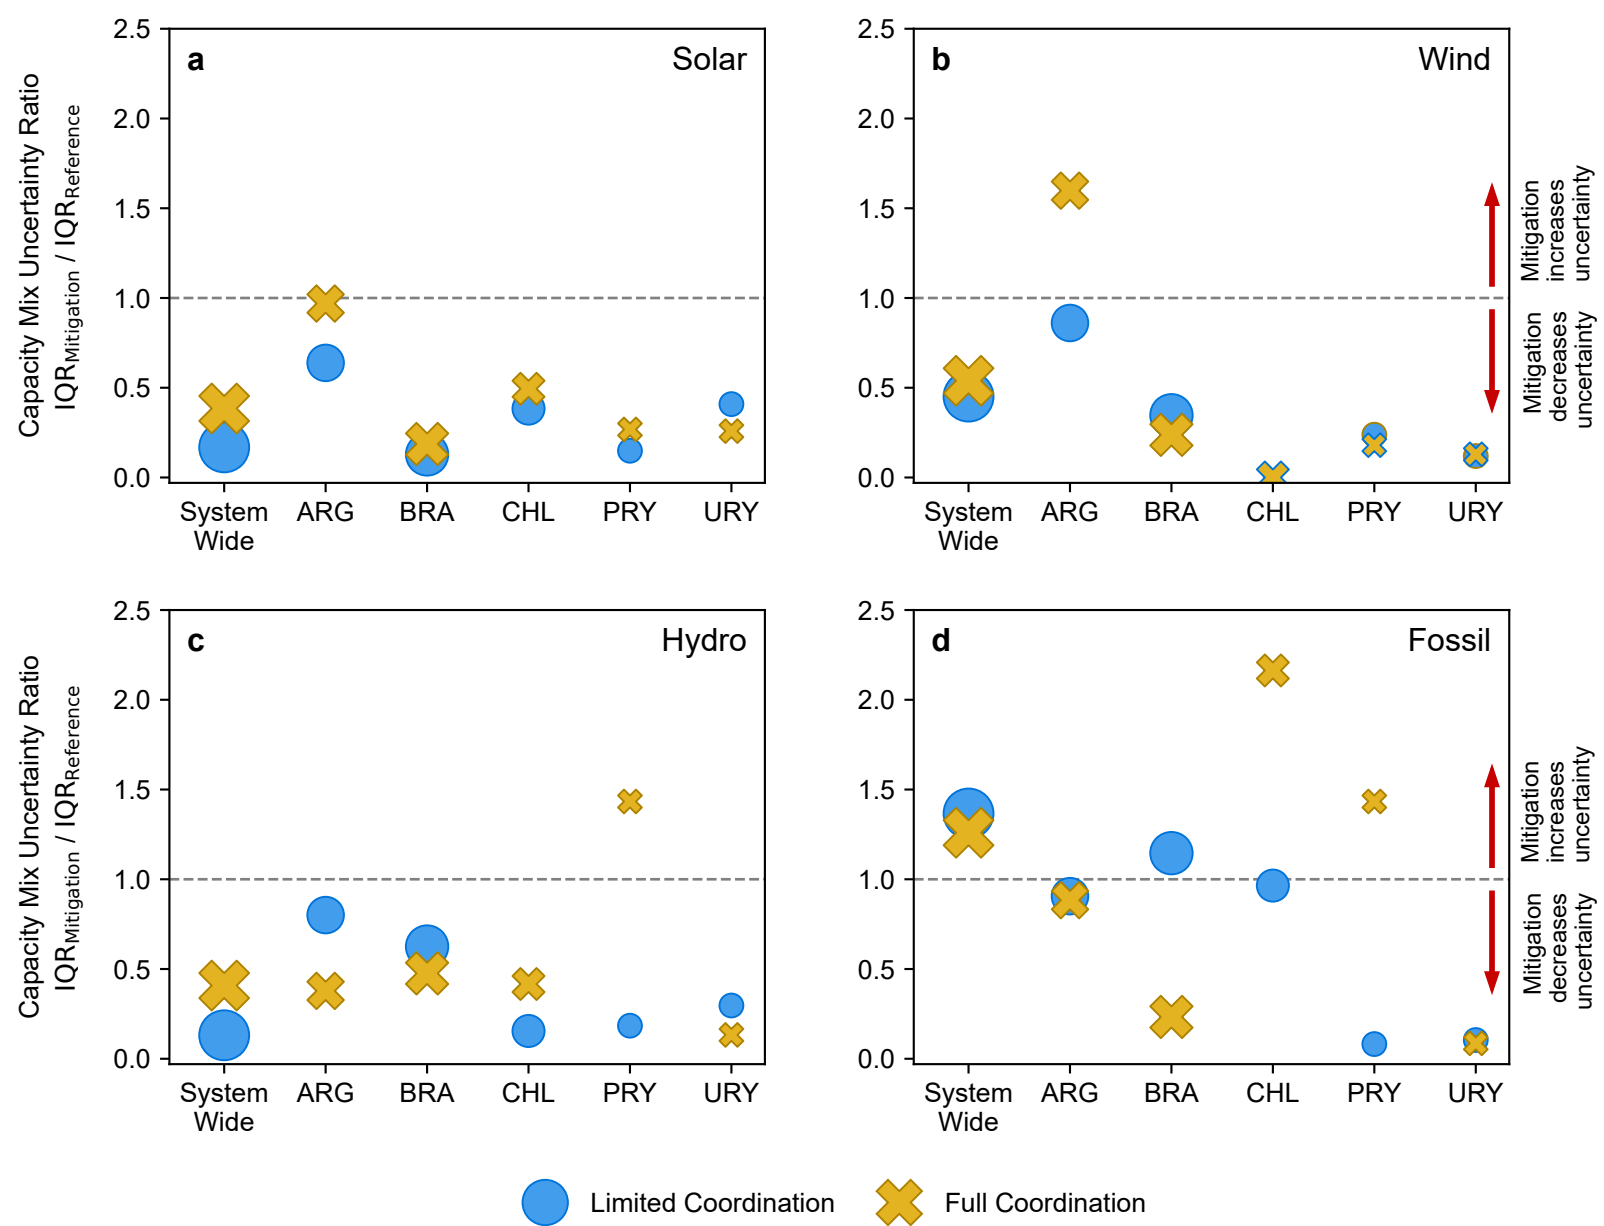 Capacity Mix Uncertainty Ratio
IQRMitigation / IQRReference
2.5
2.0
1.5
1.0
0.5
0.0
a
Solar
System
Wide
ARG
BRA
CHL
PRY
URY
2.5
2.0
1.5
1.0
0.5
0.0
b
Wind
System
Wide
ARG
BRA
CHL
PRY
URY
Mitigation
increases
uncertainty
Mitigation
decreases
uncertainty
Capacity Mix Uncertainty Ratio
IQRMitigation / IQRReference
2.5
2.0
1.5
1.0
0.5
0.0
c
Hydro
System
Wide
ARG
BRA
CHL
PRY
URY
2.5
2.0
1.5
1.0
0.5
0.0
d
Fossil
System
Wide
ARG
BRA
CHL
PRY
URY
Mitigation
increases
uncertainty
Mitigation
decreases
uncertainty
Limited Coordination
Full Coordination